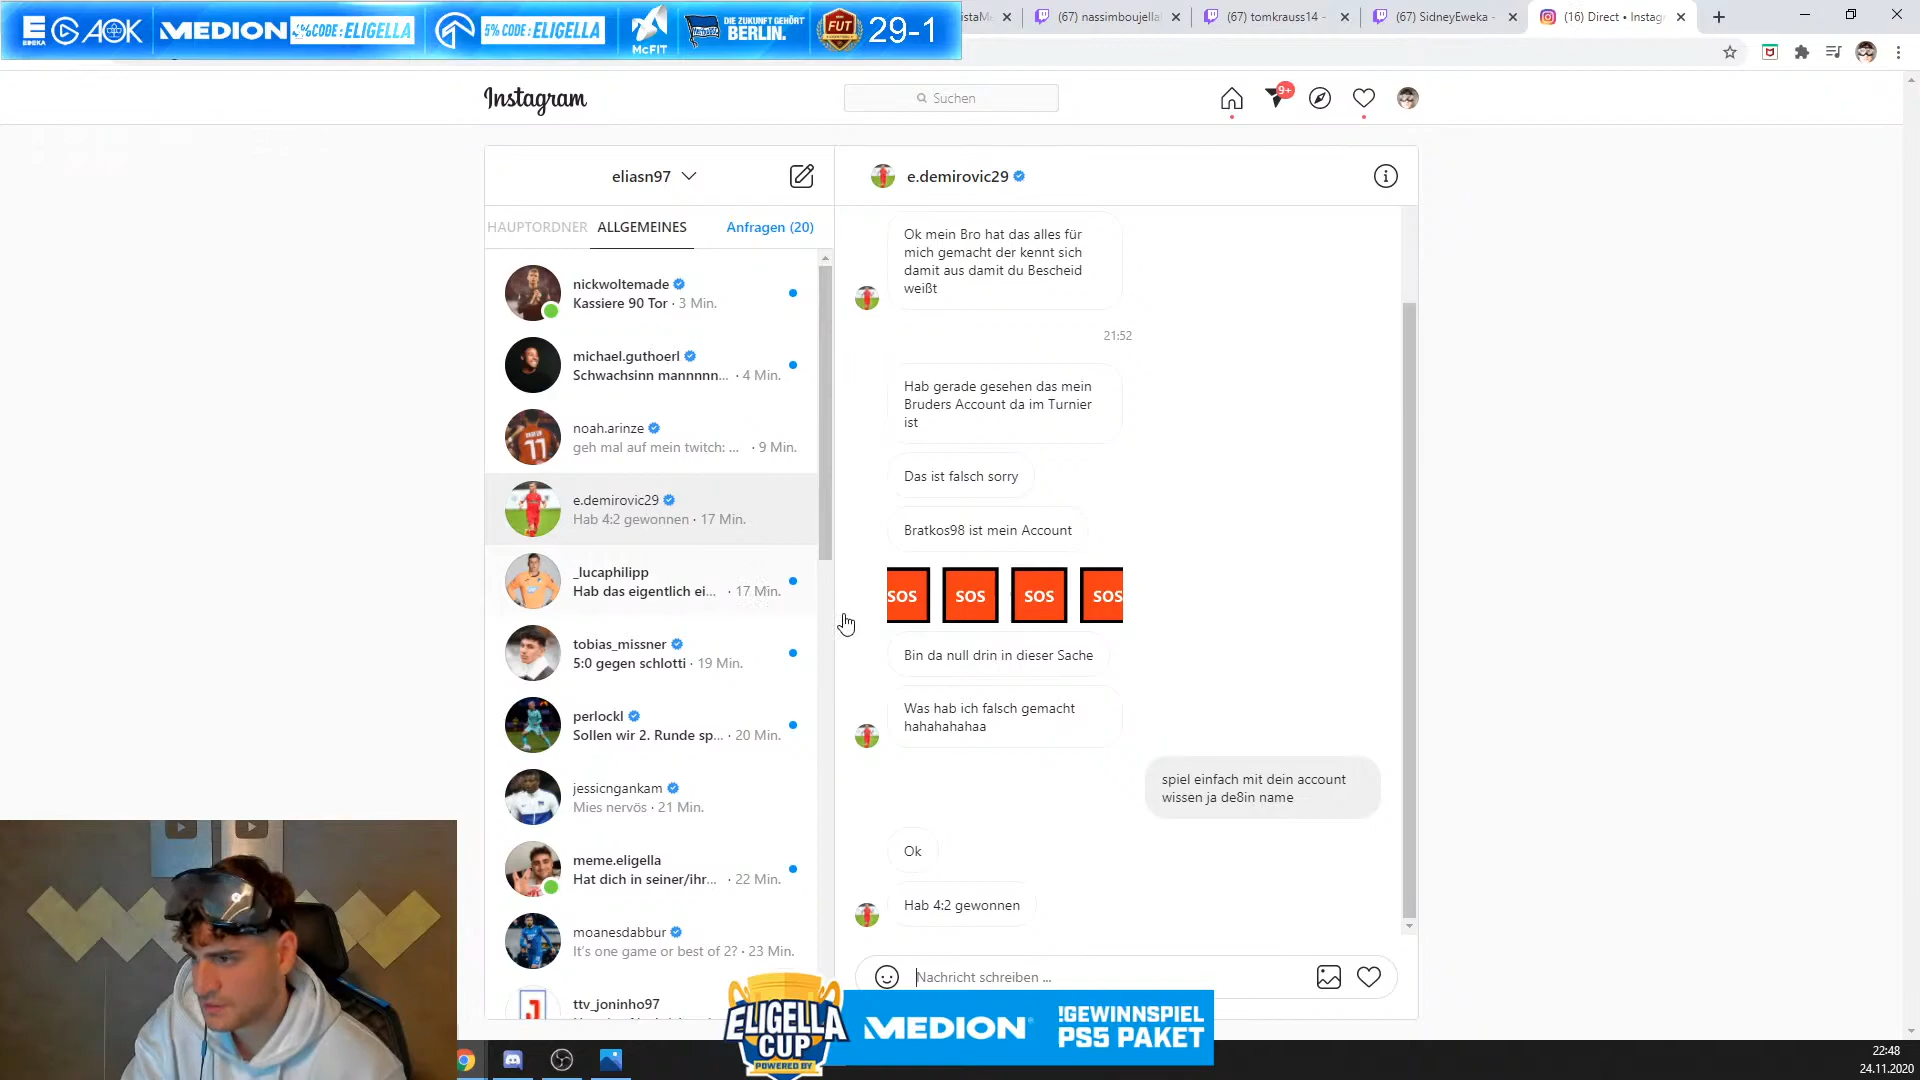 E
EUREKA
AOK
MEDION
CODE: ELIGELLA
5% CODE: ELIGELLA
McFIT
DIE ZUKUNFT GEHÖRT
BERLIN.
FUT
29-1
(67) nassimboujella
(67) tomkrauss14 -
(67) SidneyEweka -
(16) Direct • Instag
Instagram
Suchen
9+
eliasn97
e.demirovic29
HAUPTORDNER
ALLGEMEINES
Anfragen (20)
nickwoltemade
Kassiere 90 Tor · 3 Min.
michael.guthoerl
Schwachsinn mannnnn... · 4 Min.
noah.arinze
geh mal auf mein twitch: ... · 9 Min.
e.demirovic29
Hab 4:2 gewonnen · 17 Min.
_lucaphilipp
Hab das eigentlich ei... · 17 Min.
tobias_missner
5:0 gegen schlotti · 19 Min.
perlockl
Sollen wir 2. Runde sp... · 20 Min.
jessicngankam
Mies nervös · 21 Min.
meme.eligella
Hat dich in seiner/ihr... · 22 Min.
moanesdabbur
It's one game or best of 2? · 23 Min.
ttv_joninho97
Ok mein Bro hat das alles für
mich gemacht der kennt sich
damit aus damit du Bescheid
weißt
21:52
Hab gerade gesehen das mein
Bruders Account da im Turnier
ist
Das ist falsch sorry
Bratkos98 ist mein Account
SOS SOS SOS SOS
Bin da null drin in dieser Sache
Was hab ich falsch gemacht
hahahahahaa
spiel einfach mit dein account
wissen ja de8in name
Ok
Hab 4:2 gewonnen
Nachricht schreiben ...
ELIGELLA
CUP
POWERED BY
MEDION
!GEWINNSPIEL
PS5 PAKET
22:48
24.11.2020